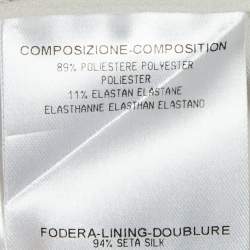 COMPOSIZIONE-COMPOSITION
89% POLIESTERE POLYESTER
POLIESTER
11% ELASTAN ELASTANE
ELASTHANNE ELASTHAN ELASTANO
FODERA-LINING-DOUBLURE
94% SETA SILK